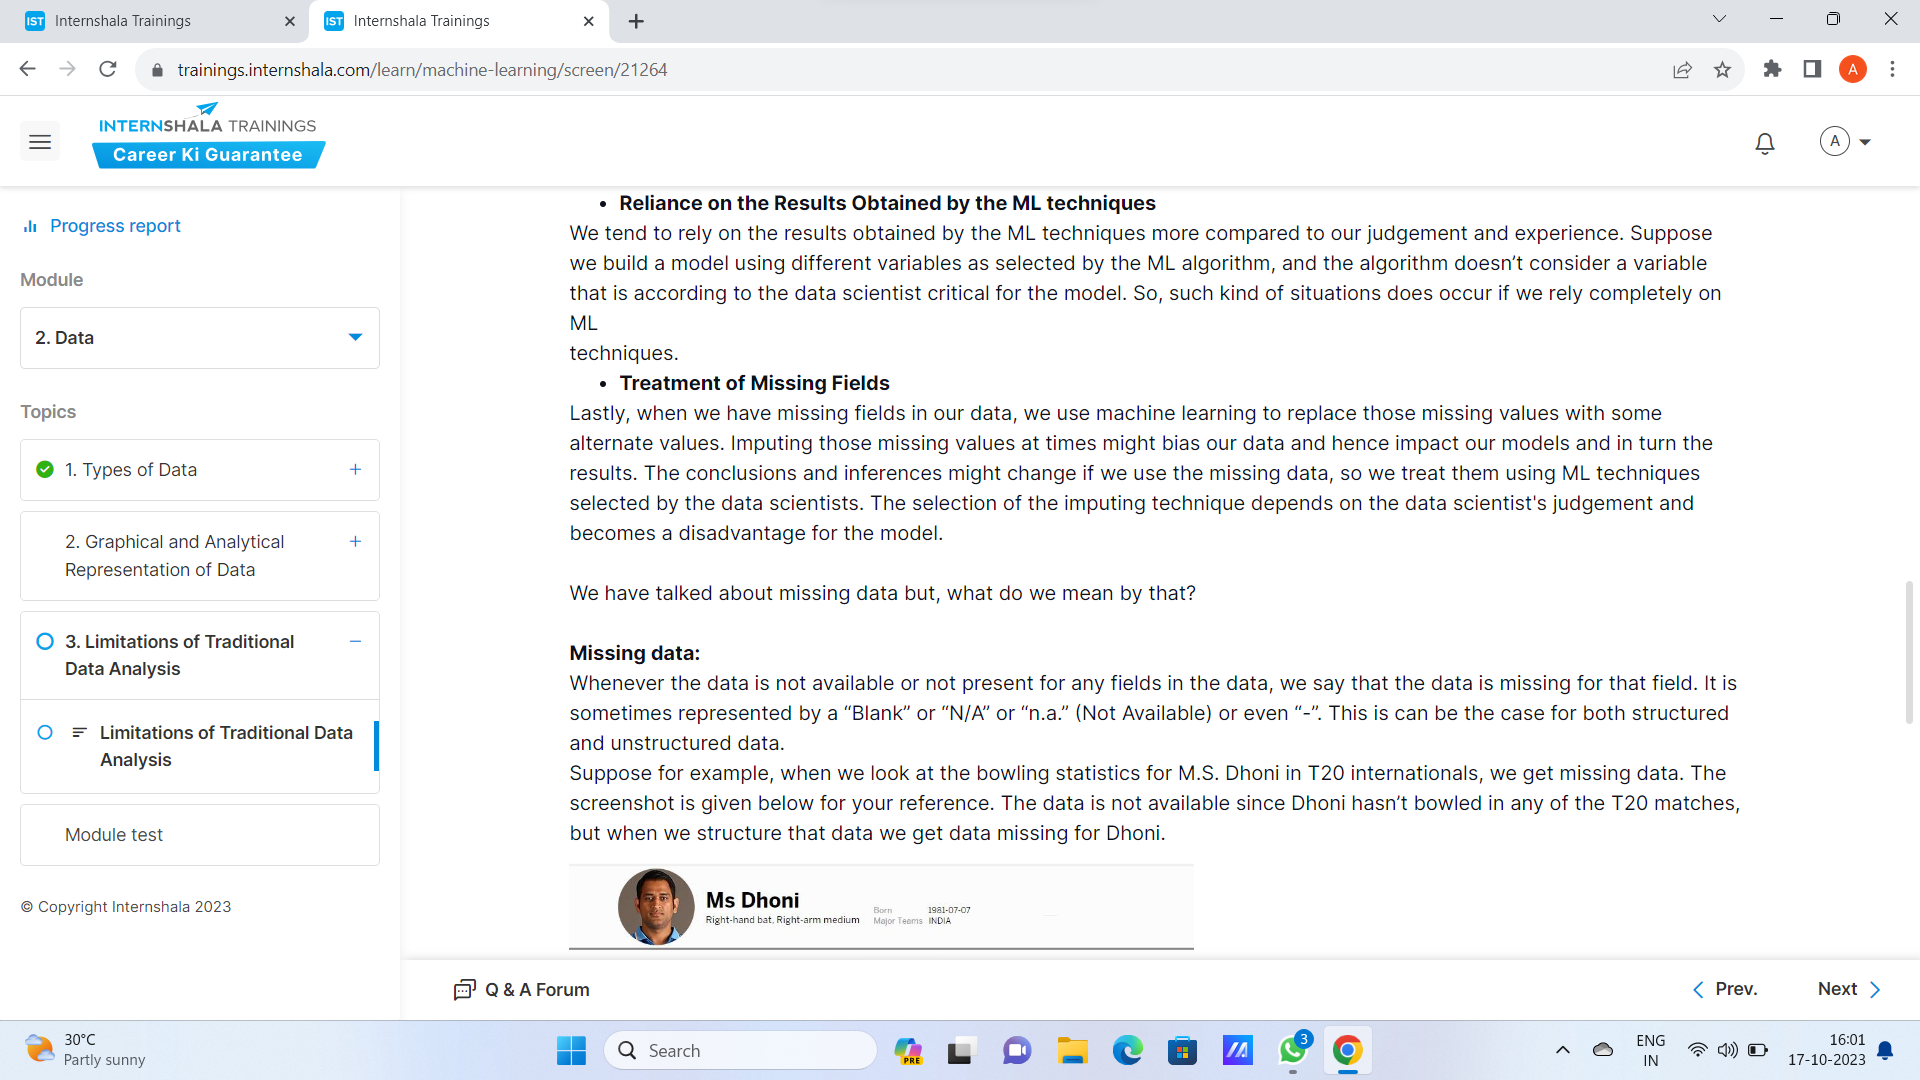 IST Internshala Trainings
IST Internshala Trainings
trainings.internshala.com/learn/machine-learning/screen/21264
A
INTERNSHALA TRAININGS
Career Ki Guarantee
A
Progress report
Module
2. Data
Topics
1. Types of Data
2. Graphical and Analytical
Representation of Data
3. Limitations of Traditional
Data Analysis
Limitations of Traditional Data
Analysis
Module test
© Copyright Internshala 2023
• Reliance on the Results Obtained by the ML techniques
We tend to rely on the results obtained by the ML techniques more compared to our judgement and experience. Suppose
we build a model using different variables as selected by the ML algorithm, and the algorithm doesn’t consider a variable
that is according to the data scientist critical for the model. So, such kind of situations does occur if we rely completely on
ML
techniques.
• Treatment of Missing Fields
Lastly, when we have missing fields in our data, we use machine learning to replace those missing values with some
alternate values. Imputing those missing values at times might bias our data and hence impact our models and in turn the
results. The conclusions and inferences might change if we use the missing data, so we treat them using ML techniques
selected by the data scientists. The selection of the imputing technique depends on the data scientist's judgement and
becomes a disadvantage for the model.
We have talked about missing data but, what do we mean by that?
Missing data:
Whenever the data is not available or not present for any fields in the data, we say that the data is missing for that field. It is
sometimes represented by a “Blank” or “N/A” or “n.a.” (Not Available) or even “-”. This is can be the case for both structured
and unstructured data.
Suppose for example, when we look at the bowling statistics for M.S. Dhoni in T20 internationals, we get missing data. The
screenshot is given below for your reference. The data is not available since Dhoni hasn’t bowled in any of the T20 matches,
but when we structure that data we get data missing for Dhoni.
Ms Dhoni
Right-hand bat, Right-arm medium
Born 1981-07-07
Major Teams INDIA
Q & A Forum
Prev.
Next
30°C
Partly sunny
Search
PRE
3
ENG
IN
16:01
17-10-2023